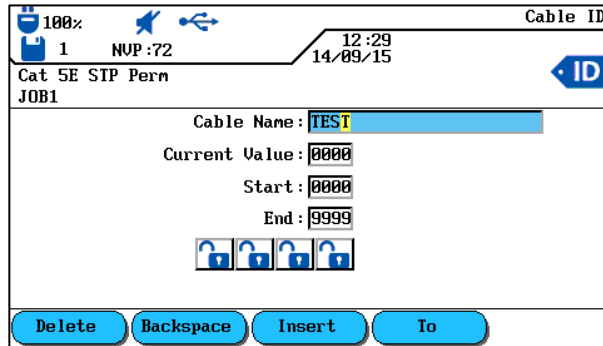 100% Cable ID
1 NVP:72 12:29
14/09/15
Cat 5E STP Perm
JOB1
ID
Cable Name: TEST
Current Value: 0000
Start: 0000
End: 9999
Delete Backspace Insert To